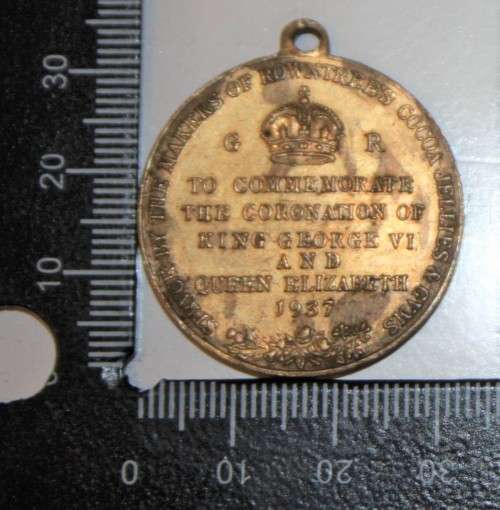 STRUCK BY THE MAKERS OF ROWNTREE'S COCOA JELLIES & GUMS
G R
TO COMMEMORATE
THE CORONATION OF
KING GEORGE VI
AND
QUEEN ELIZABETH
1937
30
20
10
0 10 20 30